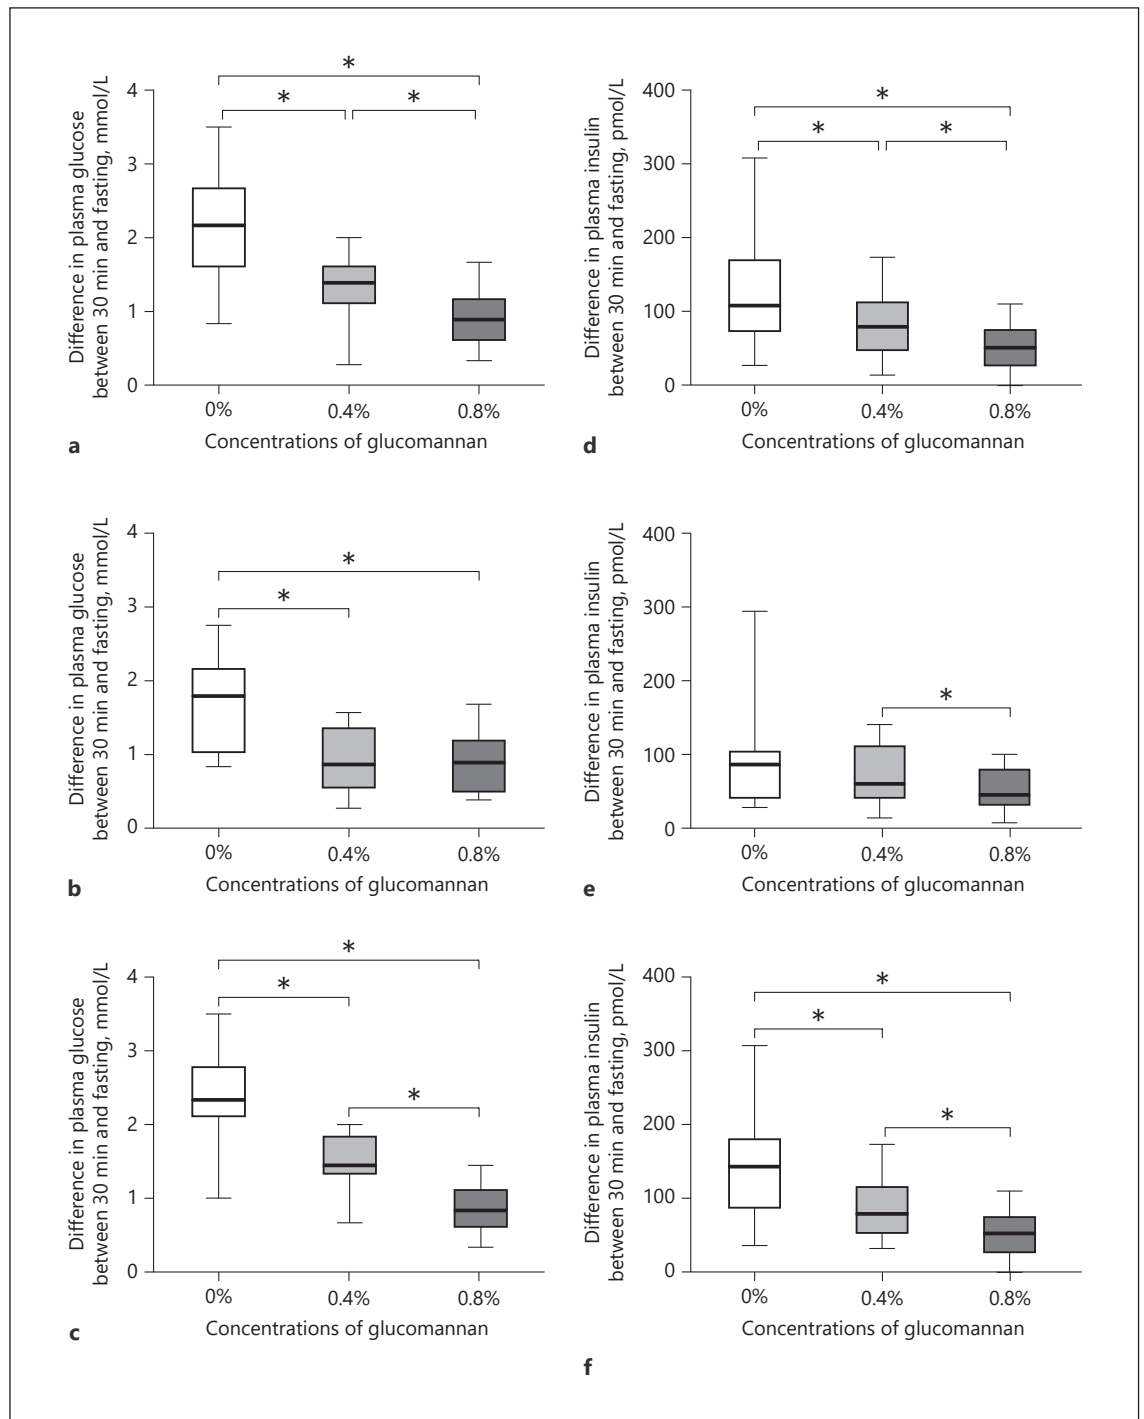 Difference in plasma glucose
between 30 min and fasting, mmol/L
4
3
2
1
0
*
*
*
0%
0.4%
0.8%
Concentrations of glucomannan
a
Difference in plasma insulin
between 30 min and fasting, pmol/L
400
300
200
100
0
*
*
*
0%
0.4%
0.8%
Concentrations of glucomannan
d
Difference in plasma glucose
between 30 min and fasting, mmol/L
4
3
2
1
0
*
*
0%
0.4%
0.8%
Concentrations of glucomannan
b
Difference in plasma insulin
between 30 min and fasting, pmol/L
400
300
200
100
0
*
0%
0.4%
0.8%
Concentrations of glucomannan
e
Difference in plasma glucose
between 30 min and fasting, mmol/L
4
3
2
1
0
*
*
*
0%
0.4%
0.8%
Concentrations of glucomannan
c
Difference in plasma insulin
between 30 min and fasting, pmol/L
400
300
200
100
0
*
*
*
0%
0.4%
0.8%
Concentrations of glucomannan
f